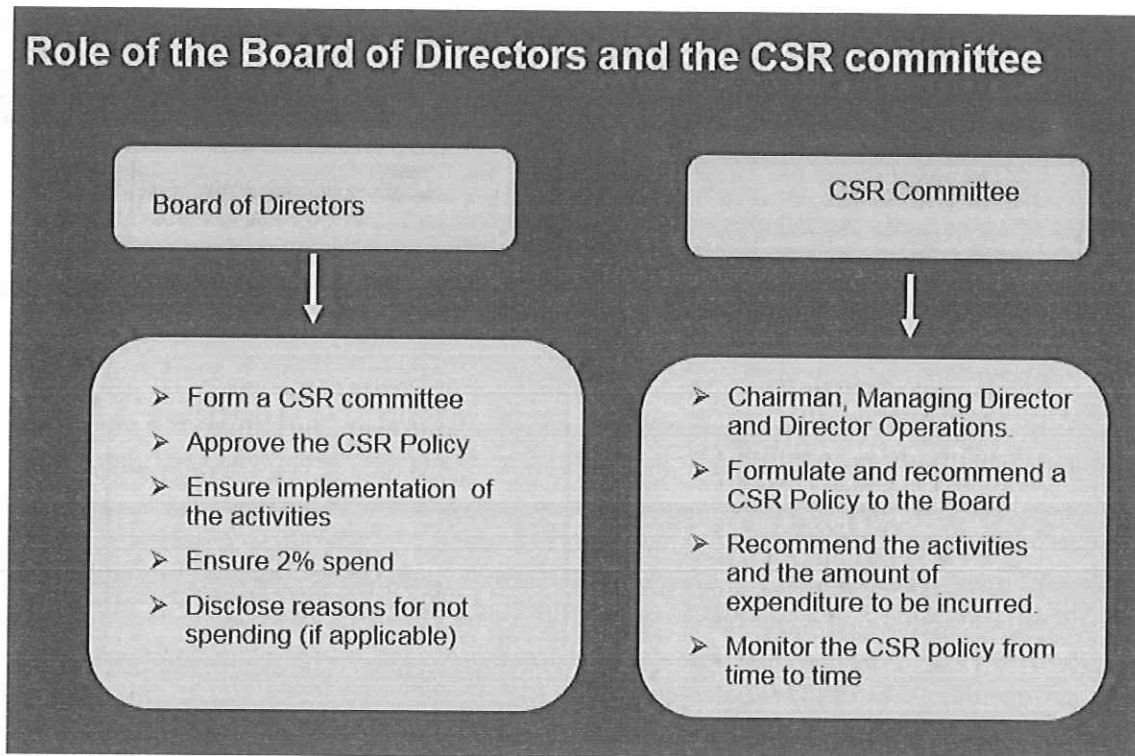 Role of the Board of Directors and the CSR committee
Board of Directors
➢ Form a CSR committee
➢ Approve the CSR Policy
➢ Ensure implementation of
the activities
➢ Ensure 2% spend
➢ Disclose reasons for not
spending (if applicable)
CSR Committee
➢ Chairman, Managing Director
and Director Operations.
➢ Formulate and recommend a
CSR Policy to the Board
➢ Recommend the activities
and the amount of
expenditure to be incurred.
➢ Monitor the CSR policy from
time to time